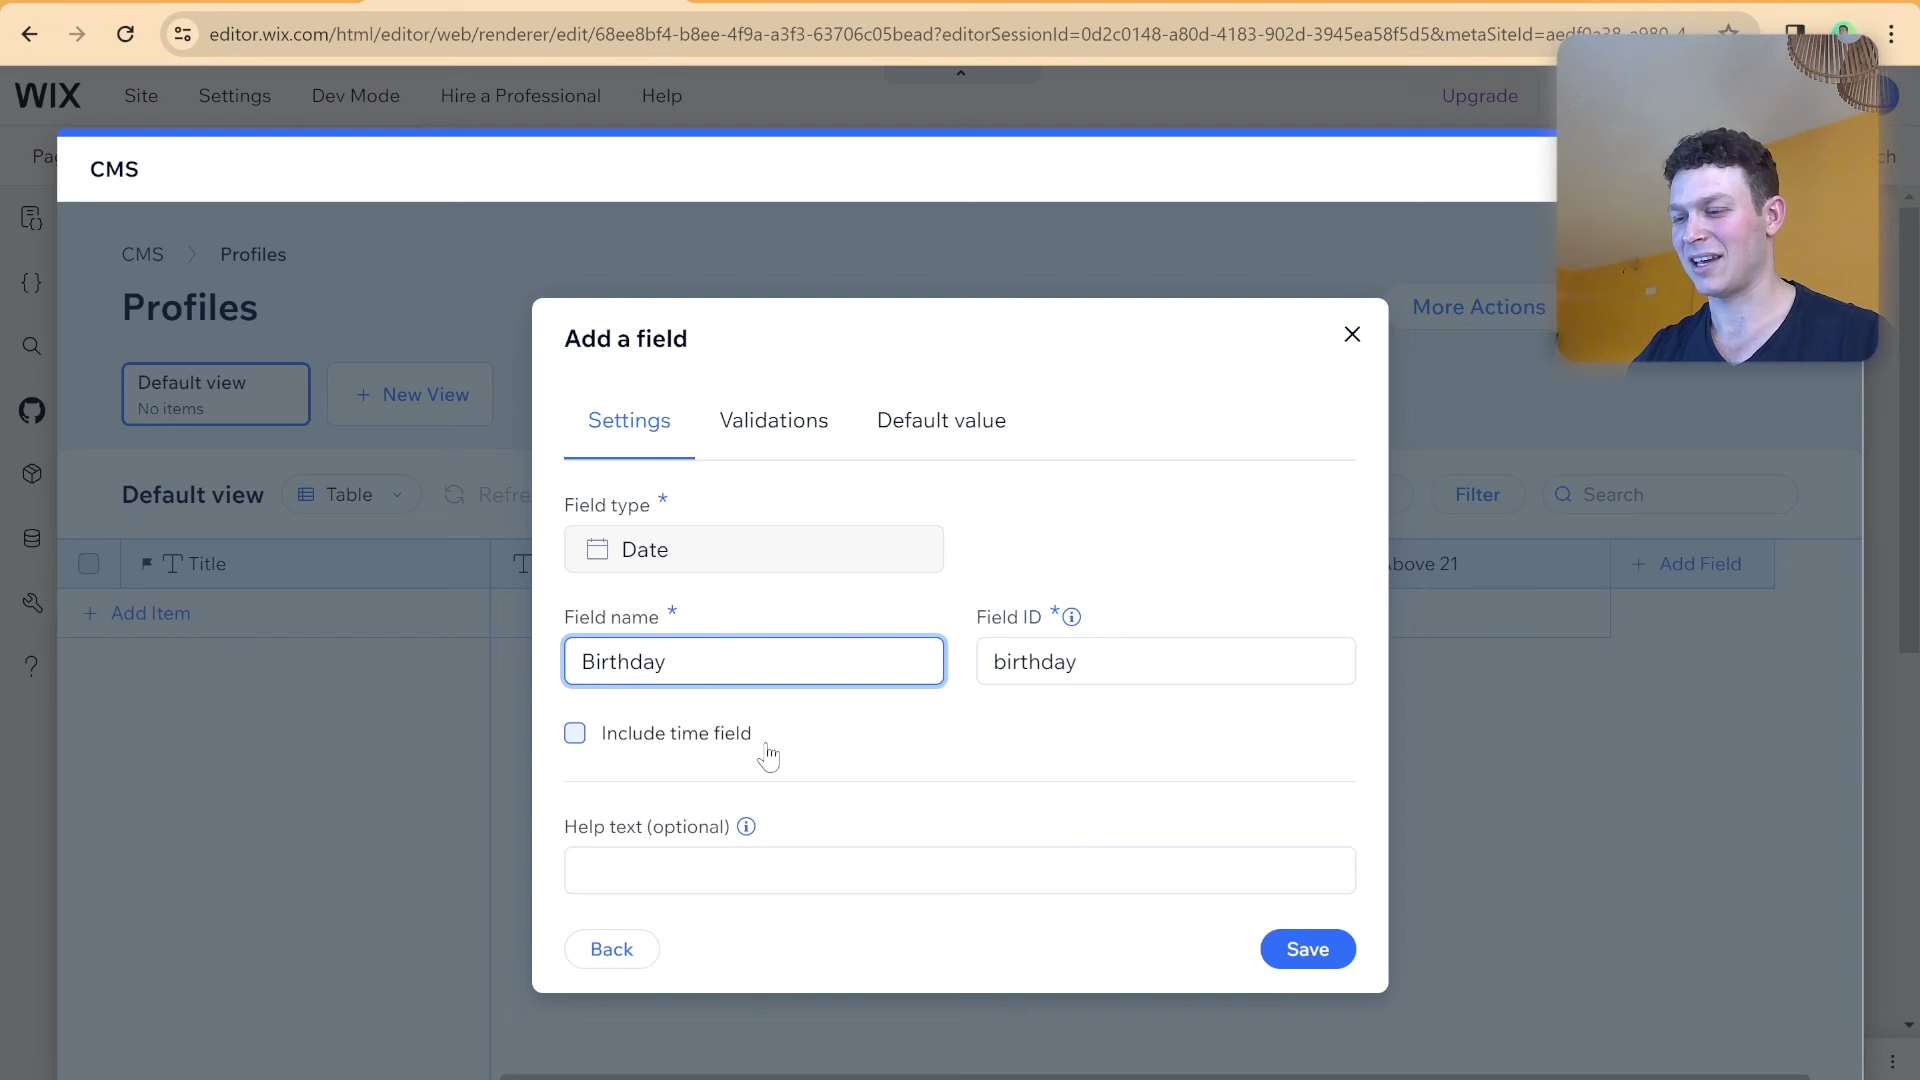 editor.wix.com/html/editor/web/renderer/edit/68ee8bf4-b8ee-4f9a-a3f3-63706c05bead?editorSessionId=0d2c0148-a80d-4183-902d-3945ea58f5d5&metaSiteId=aedf0a38-a980-4
WIX Site Settings Dev Mode Hire a Professional Help Upgrade
CMS
CMS Profiles
Profiles
More Actions
Default view
No items
+ New View
Add a field
Settings Validations Default value
Default view Table Refre Filter Search
Field type *
Date
Title Above 21 + Add Field
+ Add Item
Field name * Field ID *
Birthday birthday
Include time field
Help text (optional)
Back Save